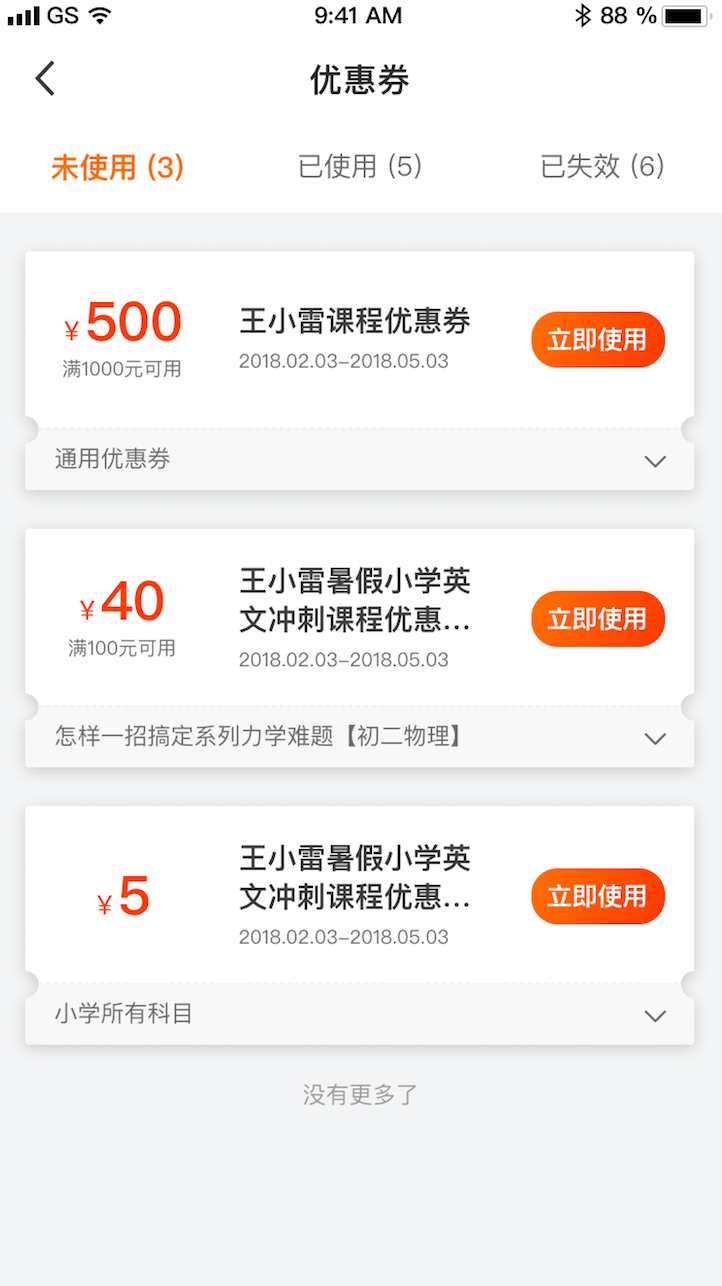 GS 9:41 AM 88 %
优惠券
未使用 (3) 已使用 (5) 已失效 (6)
¥500
满1000元可用
王小雷课程优惠券
2018.02.03–2018.05.03
立即使用
通用优惠券
¥40
满100元可用
王小雷暑假小学英
文冲刺课程优惠...
2018.02.03–2018.05.03
立即使用
怎样一招搞定系列力学难题【初二物理】
¥5
王小雷暑假小学英
文冲刺课程优惠...
2018.02.03–2018.05.03
立即使用
小学所有科目
没有更多了